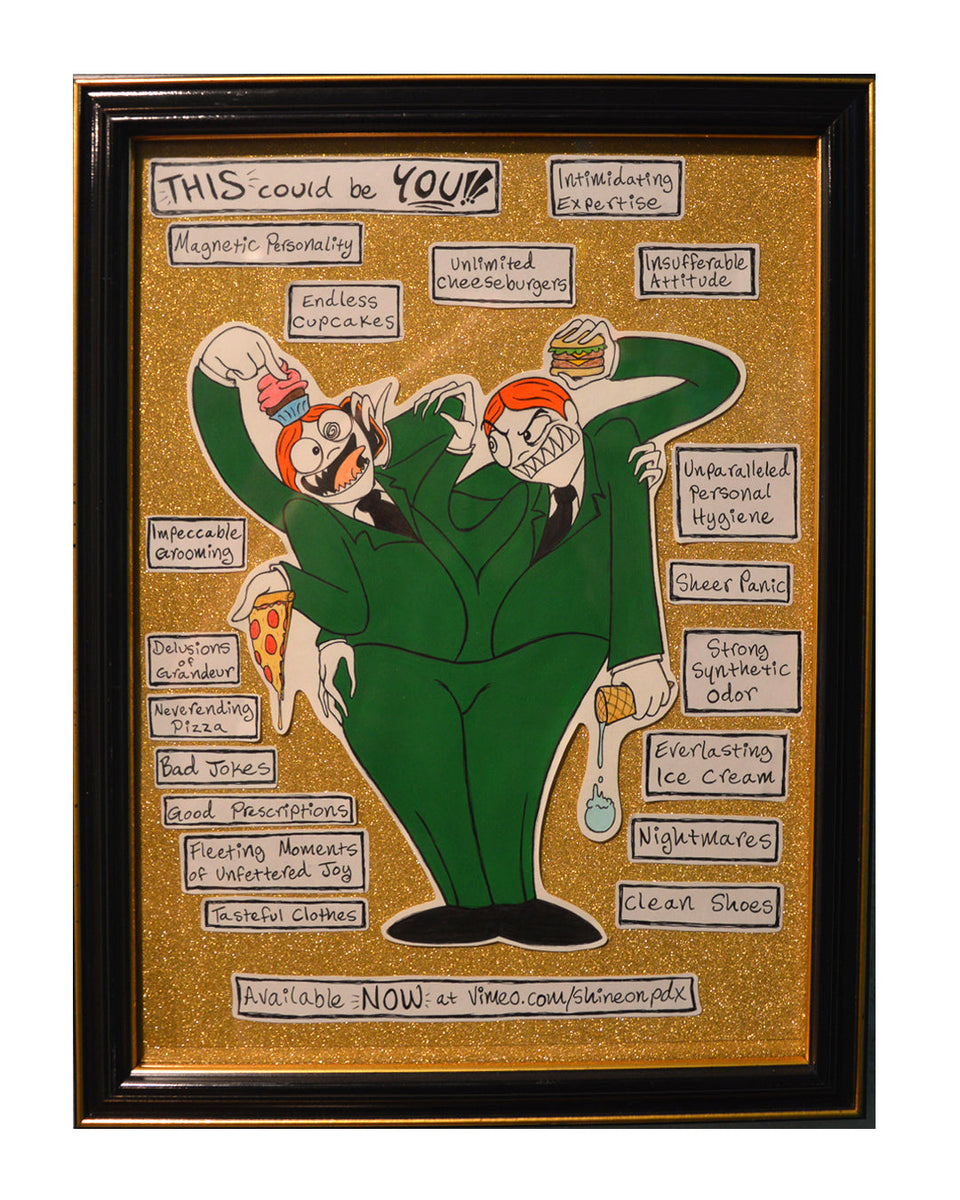 THIS could be YOU!!!
Intimidating
Expertise
Magnetic Personality
Unlimited
cheeseburgers
Insufferable
Attitude
Endless
cupcakes
Unparalleled
Personal
Hygiene
Impeccable
Grooming
Sheer Panic
Delusions
of
Grandeur
Strong
Synthetic
Odor
Neverending
Pizza
Everlasting
Ice Cream
Bad Jokes
Good Prescriptions
Nightmares
Fleeting Moments
of Unfettered Joy
Clean Shoes
Tasteful Clothes
Available NOW at vimeo.com/shineonpdx